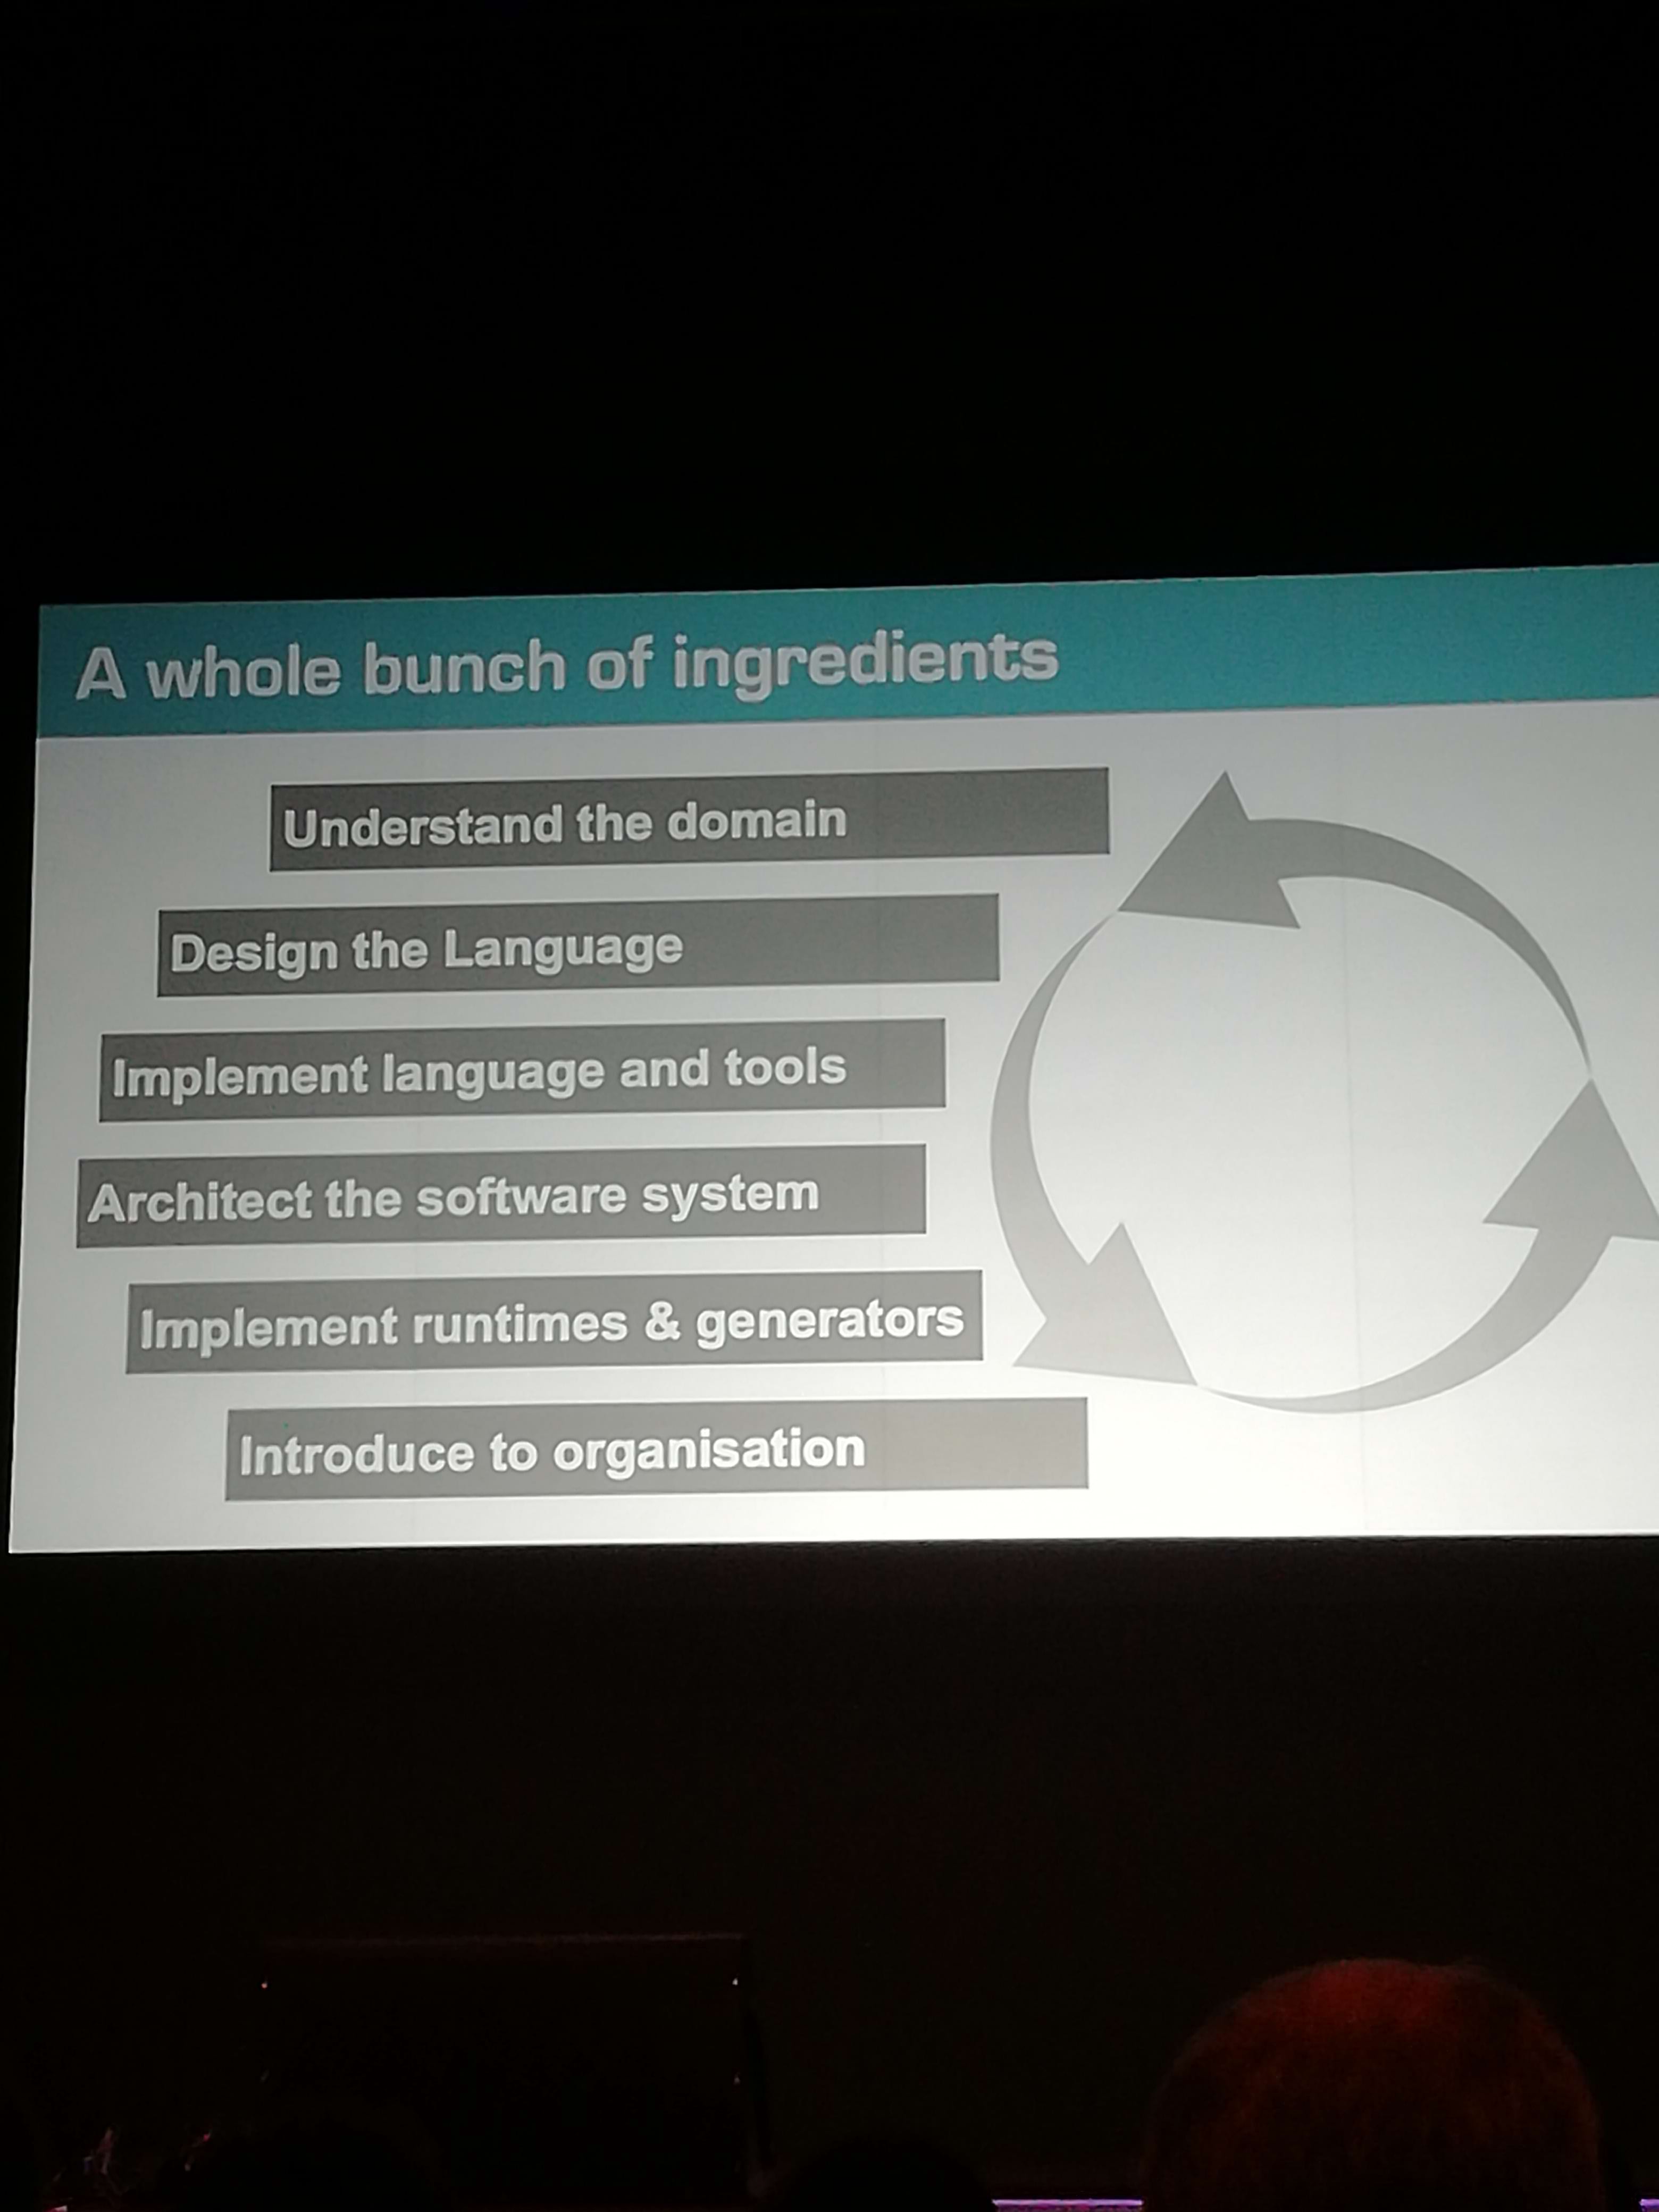 A whole bunch of ingredients
Understand the domain
Design the Language
Implement language and tools
Architect the software system
Implement runtimes & generators
Introduce to organisation